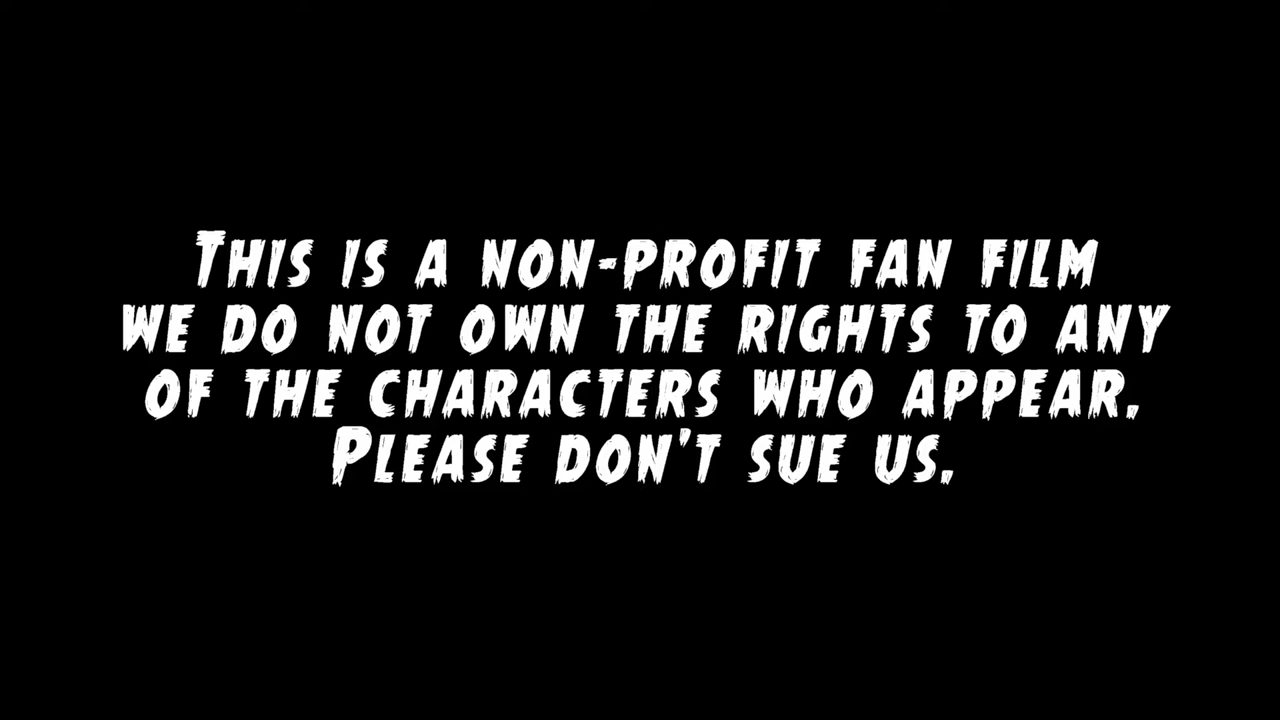 This is a non-profit fan film
we do not own the rights to any
of the characters who appear.
Please don't sue us.